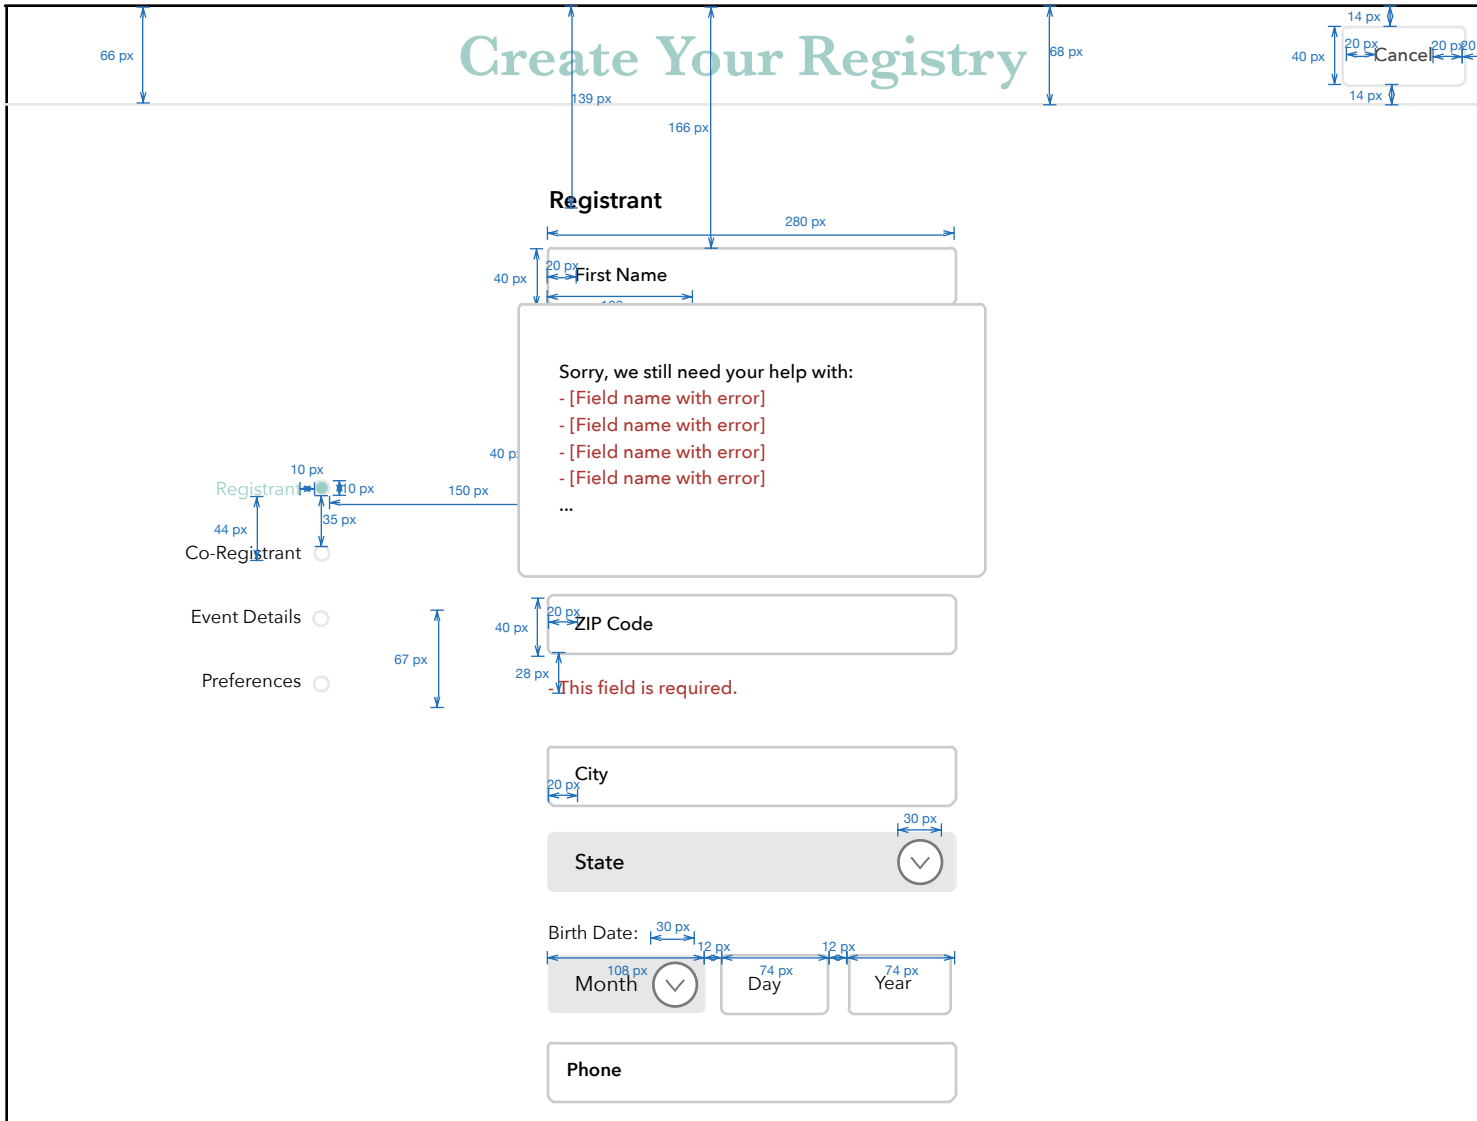 14 px
66 px
Create Your Registry
68 px
40 px
20 px
Cancel
20 px
20
139 px
14 px
166 px
Registrant
280 px
40 px
20 px
First Name
Sorry, we still need your help with:
- [Field name with error]
- [Field name with error]
40 p
- [Field name with error]
- [Field name with error]
...
10 px
Registrant
10 px
150 px
44 px
35 px
Co-Registrant
Event Details
40 px
20 px
ZIP Code
67 px
28 px
- This field is required.
Preferences
City
20 px
30 px
State
Birth Date:
30 px
12 px
12 px
108 px
74 px
74 px
Month
Day
Year
Phone